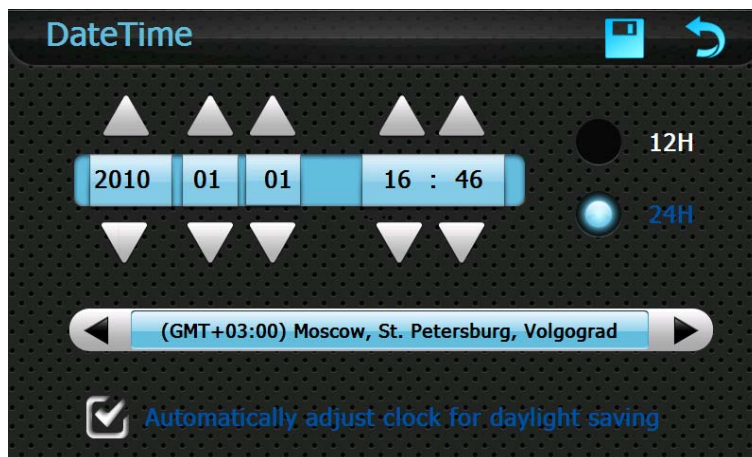 DateTime
12H
2010 01 01 16 : 46
24H
(GMT+03:00) Moscow, St. Petersburg, Volgograd
Automatically adjust clock for daylight saving